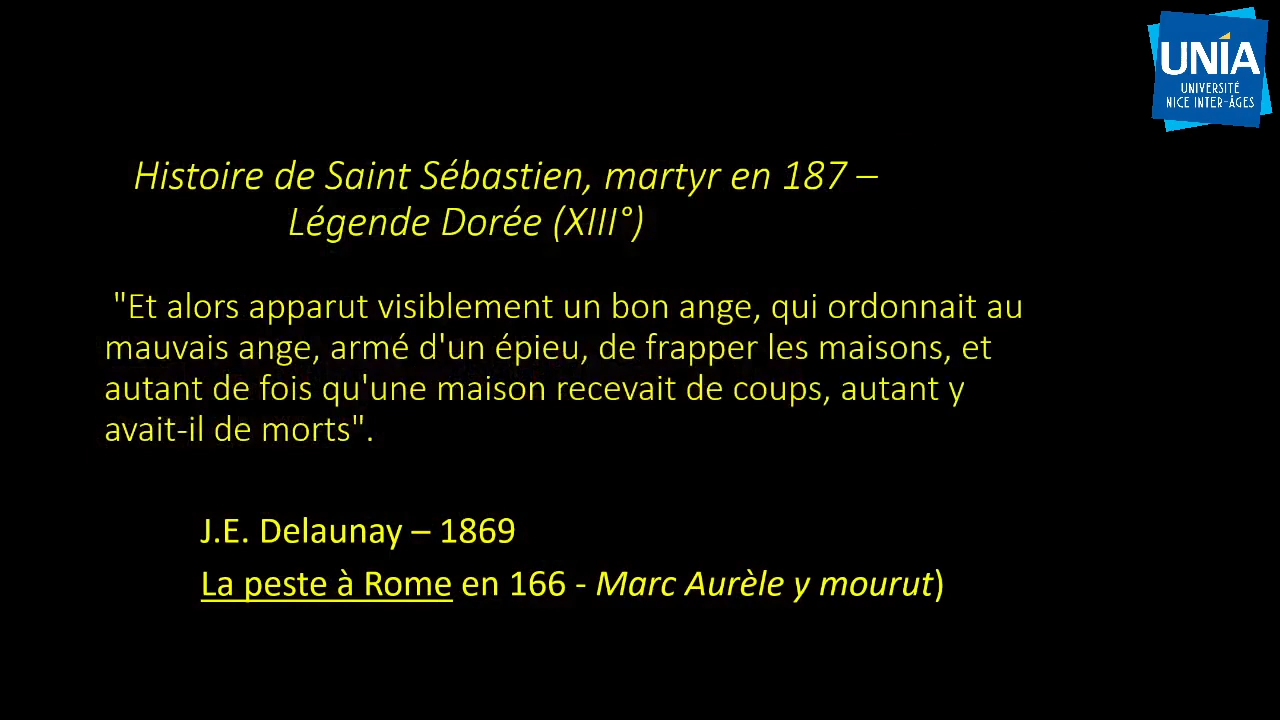 UNIA
UNIVERSITÉ
NICE INTER-ÂGES
Histoire de Saint Sébastien, martyr en 187 –
Légende Dorée (XIII°)
"Et alors apparut visiblement un bon ange, qui ordonnait au
mauvais ange, armé d'un épieu, de frapper les maisons, et
autant de fois qu'une maison recevait de coups, autant y
avait-il de morts".
J.E. Delaunay – 1869
La peste à Rome en 166 - Marc Aurèle y mourut)